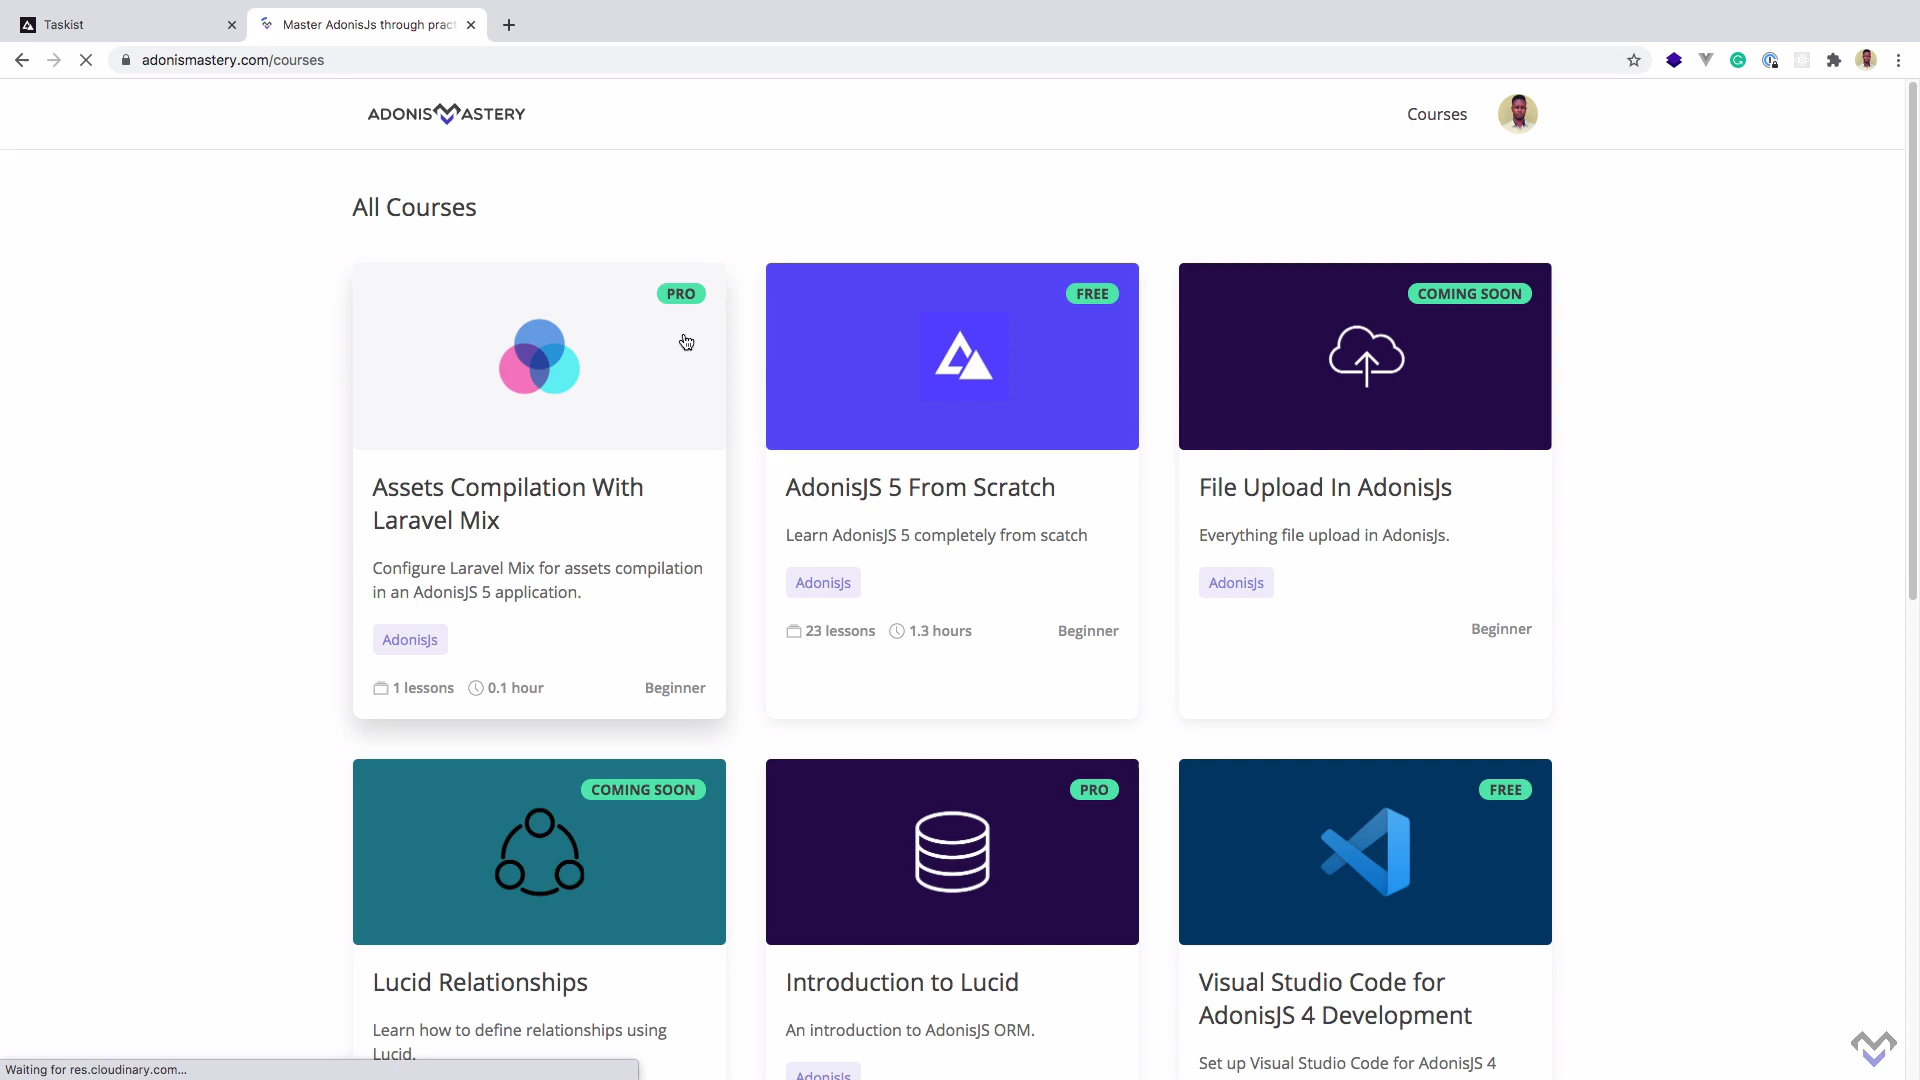 Taskist
Master AdonisJs through pract
adonismastery.com/courses
ADONIS MASTERY
Courses
All Courses
PRO
Assets Compilation With
Laravel Mix
Configure Laravel Mix for assets compilation
in an AdonisJS 5 application.
AdonisJs
1 lessons 0.1 hour Beginner
FREE
AdonisJS 5 From Scratch
Learn AdonisJS 5 completely from scatch
AdonisJs
23 lessons 1.3 hours Beginner
COMING SOON
File Upload In AdonisJs
Everything file upload in AdonisJs.
AdonisJs
Beginner
COMING SOON
Lucid Relationships
Learn how to define relationships using
Lucid.
PRO
Introduction to Lucid
An introduction to AdonisJS ORM.
AdonisJs
FREE
Visual Studio Code for
AdonisJS 4 Development
Set up Visual Studio Code for AdonisJS 4
Waiting for res.cloudinary.com...